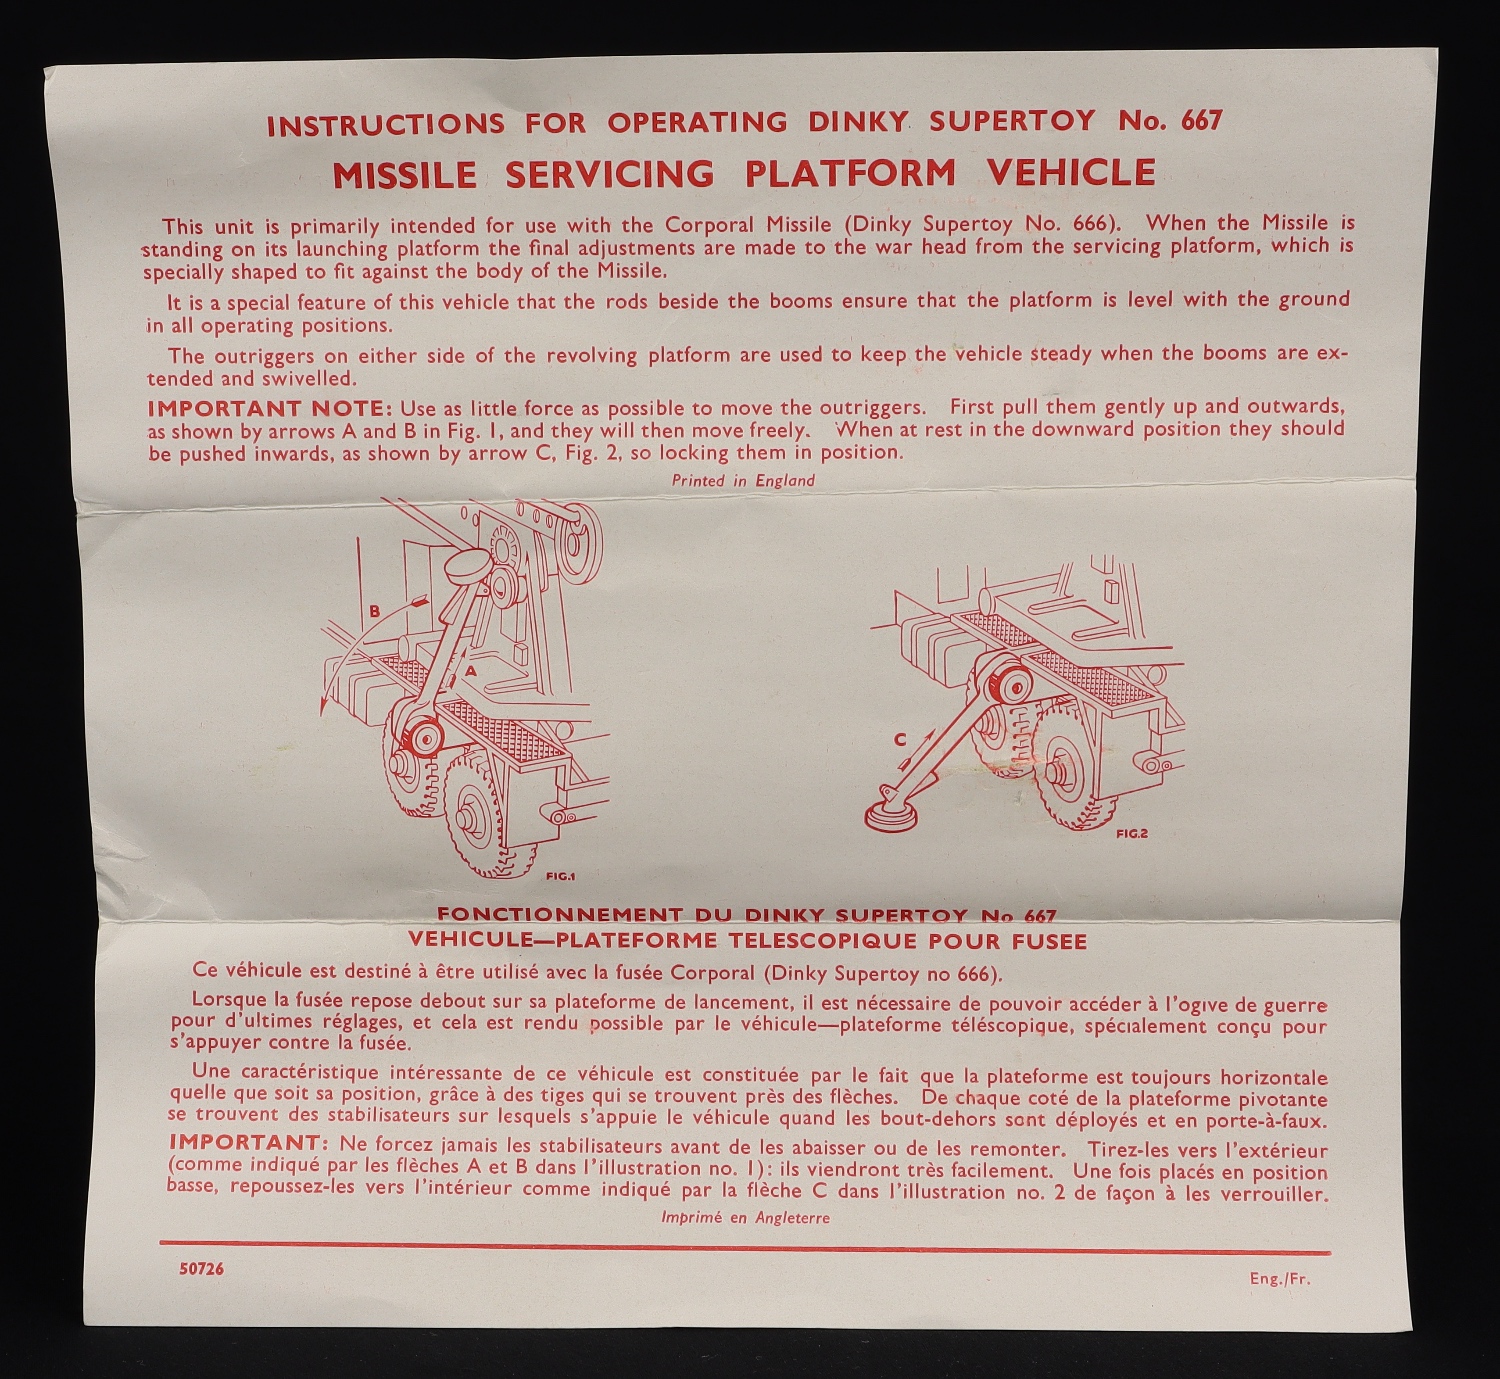 INSTRUCTIONS FOR OPERATING DINKY SUPERTOY No. 667
MISSILE SERVICING PLATFORM VEHICLE
This unit is primarily intended for use with the Corporal Missile (Dinky Supertoy No. 666). When the Missile is
standing on its launching platform the final adjustments are made to the war head from the servicing platform, which is
specially shaped to fit against the body of the Missile.
It is a special feature of this vehicle that the rods beside the booms ensure that the platform is level with the ground
in all operating positions.
The outriggers on either side of the revolving platform are used to keep the vehicle steady when the booms are ex-
tended and swivelled.
IMPORTANT NOTE: Use as little force as possible to move the outriggers. First pull them gently up and outwards,
as shown by arrows A and B in Fig. 1, and they will then move freely. When at rest in the downward position they should
be pushed inwards, as shown by arrow C, Fig. 2, so locking them in position.
Printed in England
B
A
FIG.1
C
FIG.2
FONCTIONNEMENT DU DINKY SUPERTOY No 667
VEHICULE—PLATEFORME TELESCOPIQUE POUR FUSEE
Ce véhicule est destiné à être utilisé avec la fusée Corporal (Dinky Supertoy no 666).
Lorsque la fusée repose debout sur sa plateforme de lancement, il est nécessaire de pouvoir accéder à l'ogive de guerre
pour d'ultimes réglages, et cela est rendu possible par le véhicule—plateforme téléscopique, spécialement conçu pour
s'appuyer contre la fusée.
Une caractéristique intéressante de ce véhicule est constituée par le fait que la plateforme est toujours horizontale
quelle que soit sa position, grâce à des tiges qui se trouvent près des flèches. De chaque coté de la plateforme pivotante
se trouvent des stabilisateurs sur lesquels s'appuie le véhicule quand les bout-dehors sont déployés et en porte-à-faux.
IMPORTANT: Ne forcez jamais les stabilisateurs avant de les abaisser ou de les remonter. Tirez-les vers l'extérieur
(comme indiqué par les flèches A et B dans l'illustration no. 1): ils viendront très facilement. Une fois placés en position
basse, repoussez-les vers l'intérieur comme indiqué par la flèche C dans l'illustration no. 2 de façon à les verrouiller.
Imprimé en Angleterre
50726
Eng./Fr.